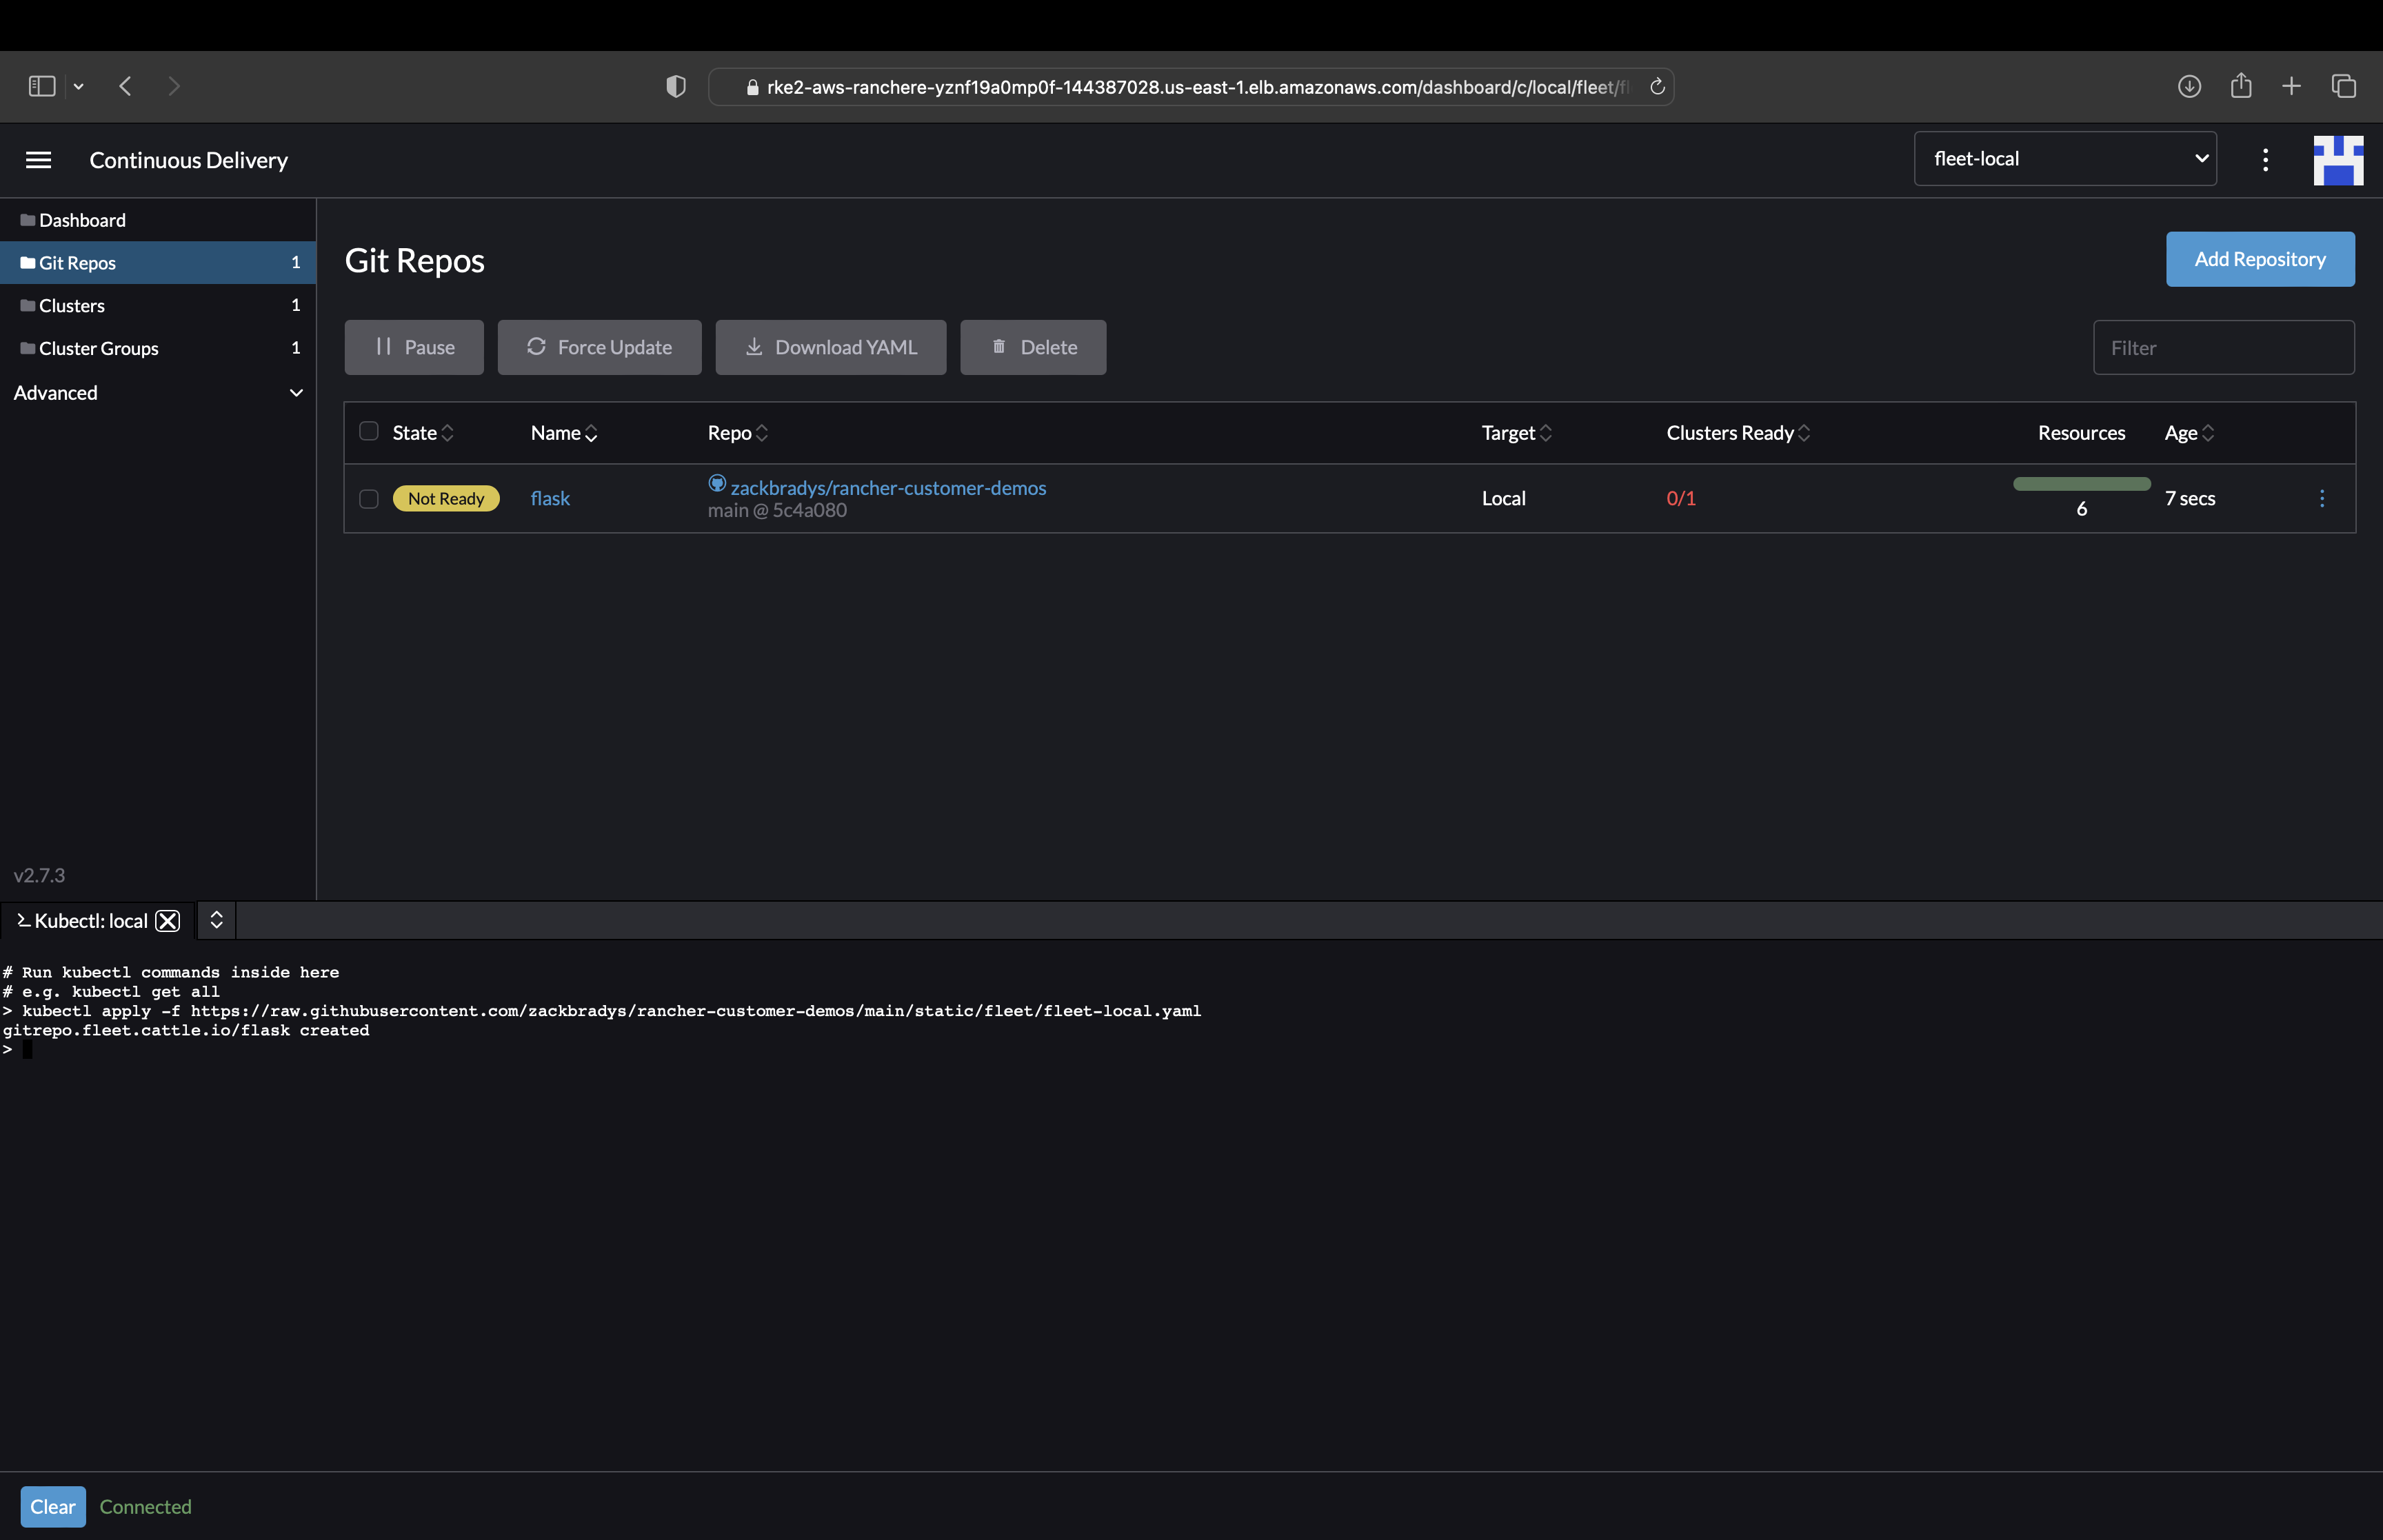 rke2-aws-ranchere-yznf19a0mp0f-144387028.us-east-1.elb.amazonaws.com/dashboard/c/local/fleet/fl
Continuous Delivery
fleet-local
Dashboard
Git Repos 1
Clusters 1
Cluster Groups 1
Advanced
v2.7.3
Git Repos
Add Repository
Pause Force Update Download YAML Delete
Filter
State Name Repo Target Clusters Ready Resources Age
Not Ready flask zackbradys/rancher-customer-demos Local 0/1 6 7 secs
main @ 5c4a080
Kubectl: local
# Run kubectl commands inside here
# e.g. kubectl get all
> kubectl apply -f https://raw.githubusercontent.com/zackbradys/rancher-customer-demos/main/static/fleet/fleet-local.yaml
gitrepo.fleet.cattle.io/flask created
>
Clear Connected